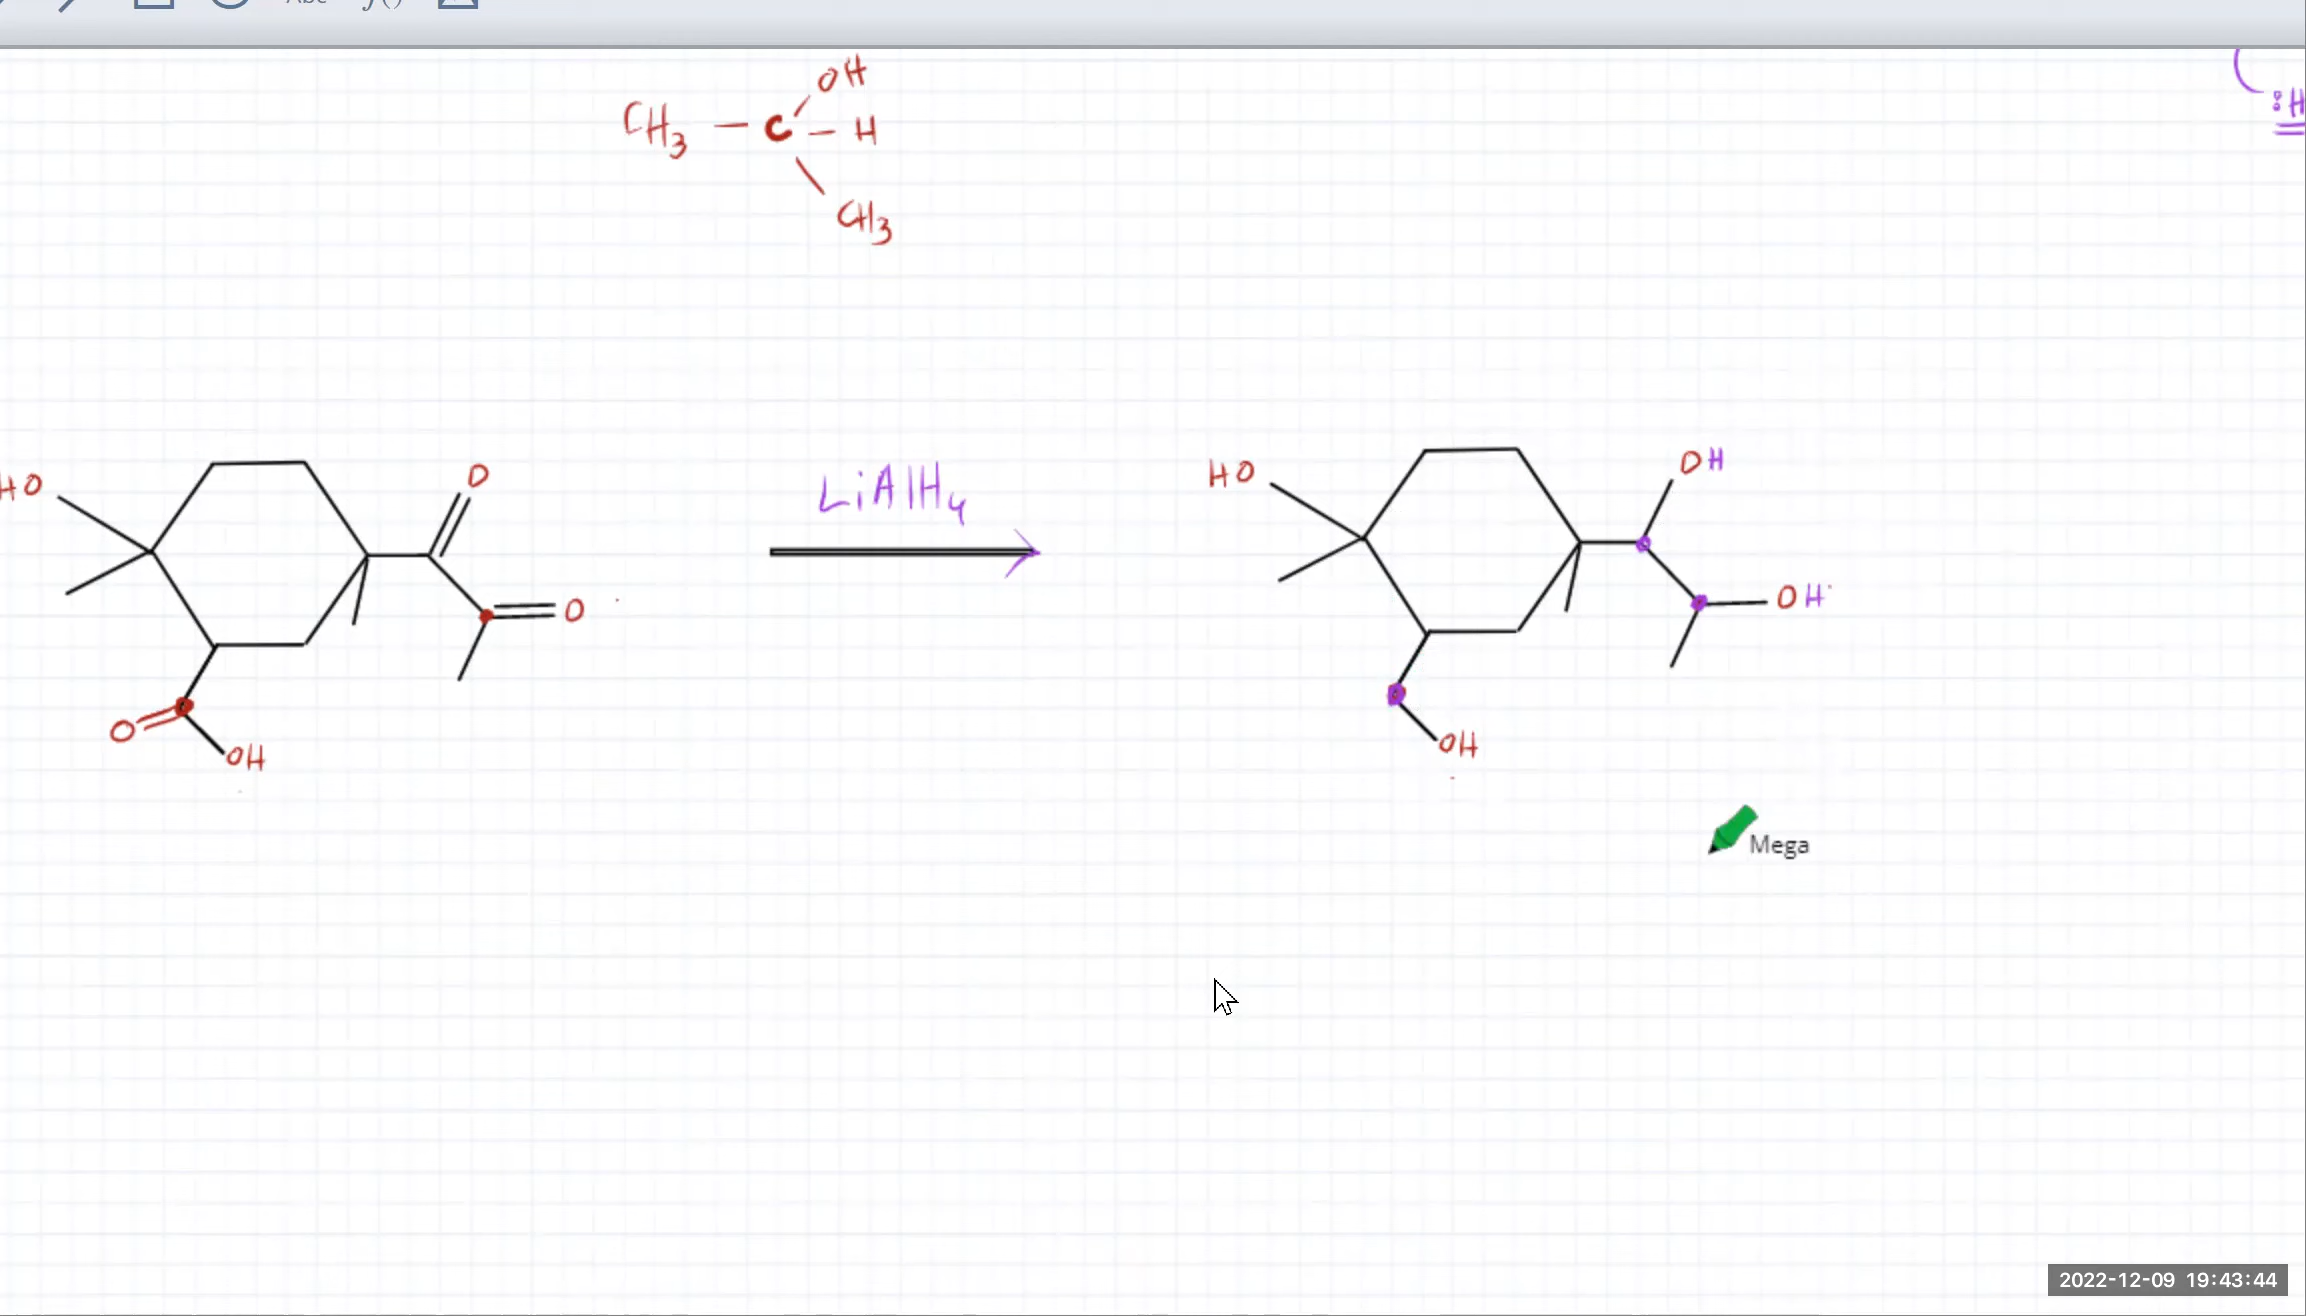 OH
CH3 - C - H
CH3
:H
HO
O
O
O
OH
LiAlH4
HO
OH
OH
OH
Mega
2022-12-09 19:43:44